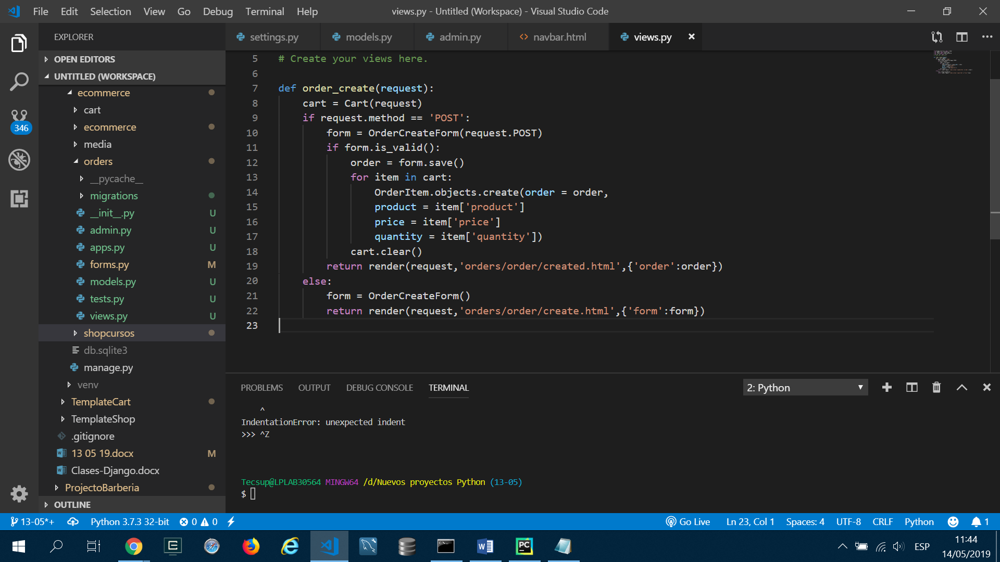 File Edit Selection View Go Debug Terminal Help
views.py - Untitled (Workspace) - Visual Studio Code
EXPLORER
OPEN EDITORS
UNTITLED (WORKSPACE)
ecommerce
cart
ecommerce
media
orders
__pycache__
migrations
__init__.py U
admin.py U
apps.py U
forms.py M
models.py U
tests.py U
views.py U
shopcursos
db.sqlite3
manage.py
venv
TemplateCart
TemplateShop
.gitignore
13 05 19.docx M
Clases-Django.docx
ProjectoBarberia
OUTLINE
346
settings.py models.py admin.py navbar.html views.py
5 # Create your views here.
6
7 def order_create(request):
8 cart = Cart(request)
9 if request.method == 'POST':
10 form = OrderCreateForm(request.POST)
11 if form.is_valid():
12 order = form.save()
13 for item in cart:
14 OrderItem.objects.create(order = order,
15 product = item['product']
16 price = item['price']
17 quantity = item['quantity'])
18 cart.clear()
19 return render(request,'orders/order/created.html',{'order':order})
20 else:
21 form = OrderCreateForm()
22 return render(request,'orders/order/create.html',{'form':form})
23
PROBLEMS OUTPUT DEBUG CONSOLE TERMINAL
2: Python
^
IndentationError: unexpected indent
>>> ^Z
Tecsup@LPLAB30564 MINGW64 /d/Nuevos proyectos Python (13-05)
$
13-05*+ Python 3.7.3 32-bit 0 0 Go Live Ln 23, Col 1 Spaces: 4 UTF-8 CRLF Python 1
ESP
11:44
14/05/2019